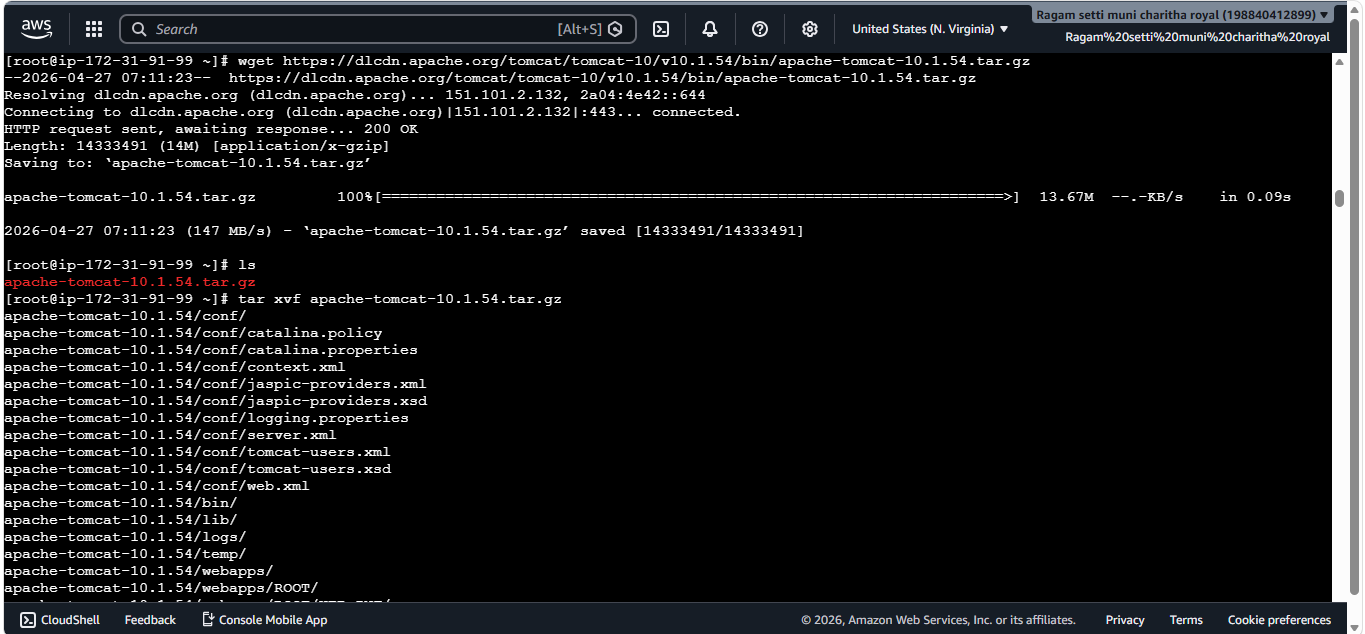 aws
Search
[Alt+S]
United States (N. Virginia) ▼
Ragam setti muni charitha royal (198840412899) ▼
Ragam%20setti%20muni%20charitha%20royal
[root@ip-172-31-91-99 ~]# wget https://dlcdn.apache.org/tomcat/tomcat-10/v10.1.54/bin/apache-tomcat-10.1.54.tar.gz
--2026-04-27 07:11:23--  https://dlcdn.apache.org/tomcat/tomcat-10/v10.1.54/bin/apache-tomcat-10.1.54.tar.gz
Resolving dlcdn.apache.org (dlcdn.apache.org)... 151.101.2.132, 2a04:4e42::644
Connecting to dlcdn.apache.org (dlcdn.apache.org)|151.101.2.132|:443... connected.
HTTP request sent, awaiting response... 200 OK
Length: 14333491 (14M) [application/x-gzip]
Saving to: ‘apache-tomcat-10.1.54.tar.gz’
apache-tomcat-10.1.54.tar.gz         100%[======================================================================>]  13.67M  --.-KB/s    in 0.09s
2026-04-27 07:11:23 (147 MB/s) - ‘apache-tomcat-10.1.54.tar.gz’ saved [14333491/14333491]
[root@ip-172-31-91-99 ~]# ls
apache-tomcat-10.1.54.tar.gz
[root@ip-172-31-91-99 ~]# tar xvf apache-tomcat-10.1.54.tar.gz
apache-tomcat-10.1.54/conf/
apache-tomcat-10.1.54/conf/catalina.policy
apache-tomcat-10.1.54/conf/catalina.properties
apache-tomcat-10.1.54/conf/context.xml
apache-tomcat-10.1.54/conf/jaspic-providers.xml
apache-tomcat-10.1.54/conf/jaspic-providers.xsd
apache-tomcat-10.1.54/conf/logging.properties
apache-tomcat-10.1.54/conf/server.xml
apache-tomcat-10.1.54/conf/tomcat-users.xml
apache-tomcat-10.1.54/conf/tomcat-users.xsd
apache-tomcat-10.1.54/conf/web.xml
apache-tomcat-10.1.54/bin/
apache-tomcat-10.1.54/lib/
apache-tomcat-10.1.54/logs/
apache-tomcat-10.1.54/temp/
apache-tomcat-10.1.54/webapps/
apache-tomcat-10.1.54/webapps/ROOT/
CloudShell
Feedback
Console Mobile App
© 2026, Amazon Web Services, Inc. or its affiliates.
Privacy
Terms
Cookie preferences